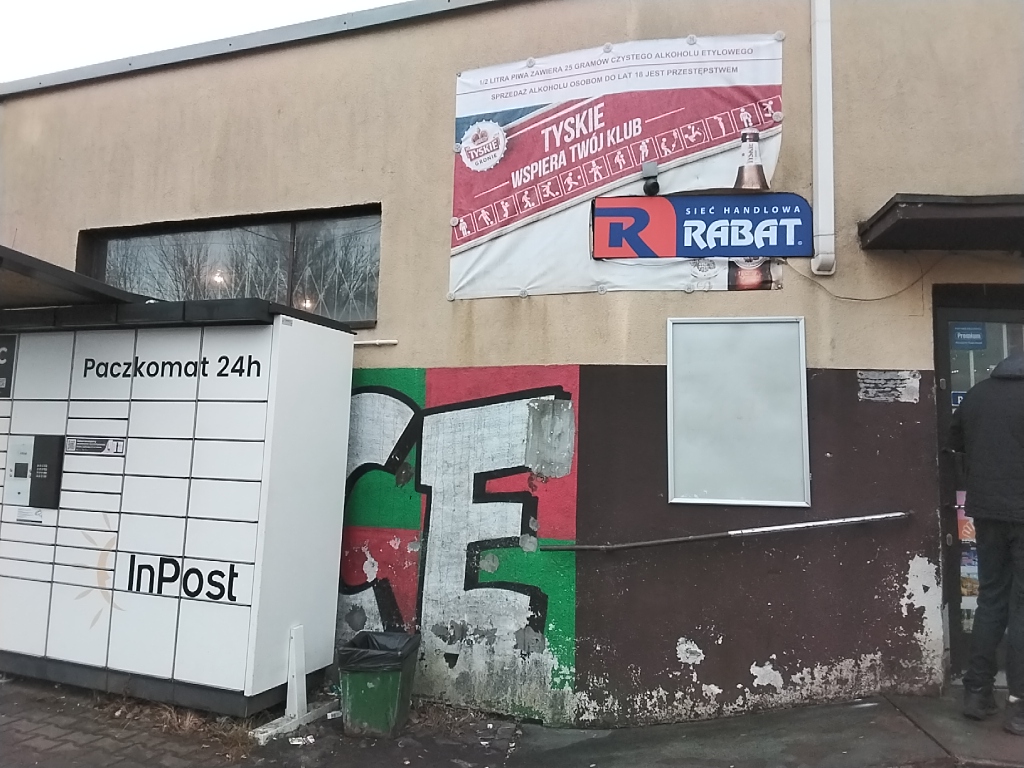 1/2 LITRA PIWA ZAWIERA 25 GRAMÓW CZYSTEGO ALKOHOLU ETYLOWEGO
SPRZEDAŻ ALKOHOLU OSOBOM DO LAT 18 JEST PRZESTĘPSTWEM
TYSKIE
GRONIE
TYSKIE
WSPIERA TWÓJ KLUB
R
SIEĆ HANDLOWA
RABAT
Paczkomat 24h
InPost
E